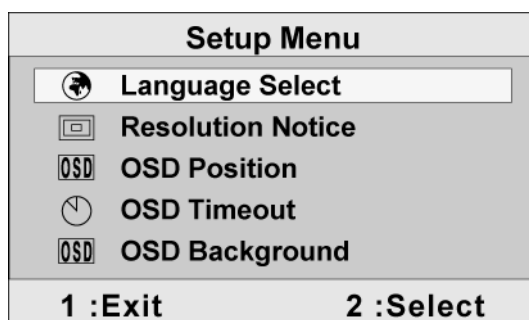 Setup Menu
Language Select
Resolution Notice
OSD OSD Position
OSD Timeout
OSD OSD Background
1 :Exit 2 :Select